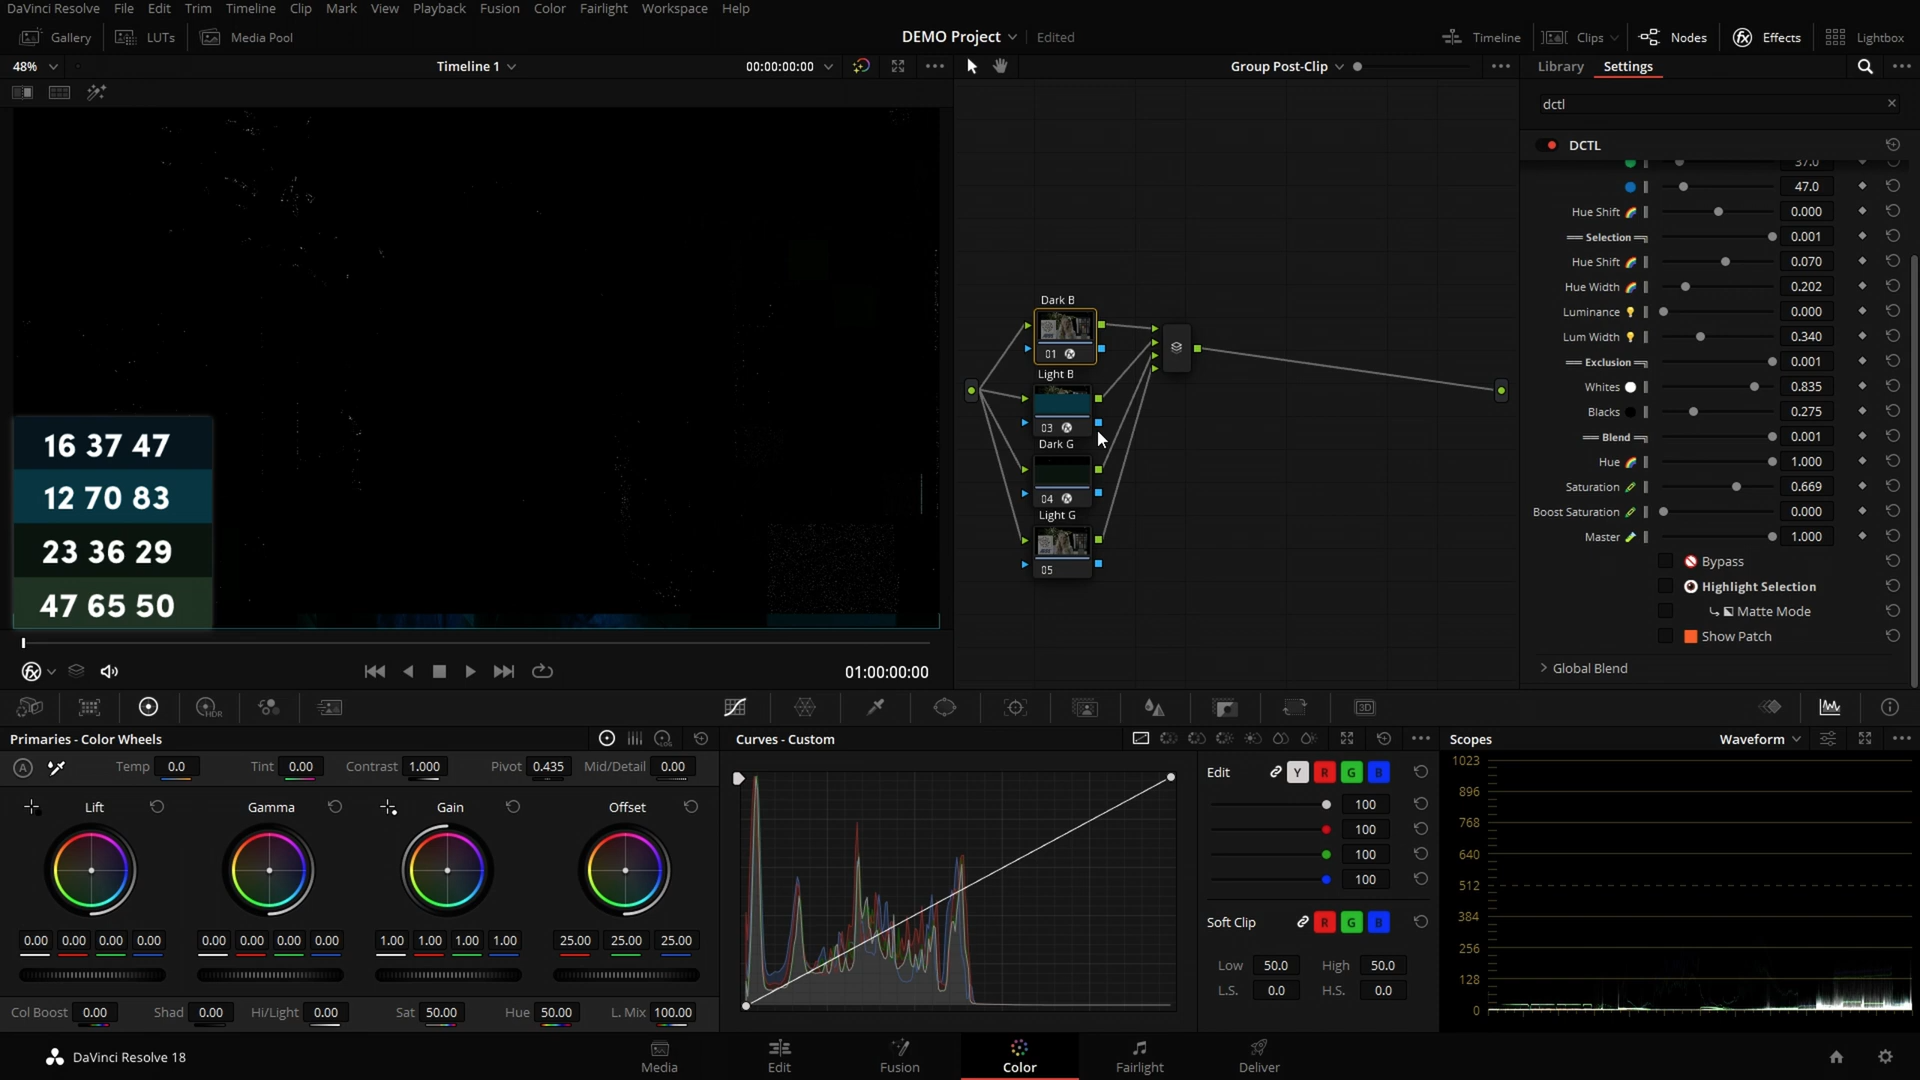 DaVinci Resolve File Edit Trim Timeline Clip Mark View Playback Fusion Color Fairlight Workspace Help
Gallery LUTs Media Pool DEMO Project Edited Timeline Clips Nodes Effects Lightbox
48% Timeline 1 00:00:00:00 Group Post-Clip Library Settings
dctl
DCTL
37.0
47.0
Hue Shift 0.000
Selection 0.001
Hue Shift 0.070
Hue Width 0.202
Luminance 0.000
Lum Width 0.340
Exclusion 0.001
Whites 0.835
Blacks 0.275
Blend 0.001
Hue 1.000
Saturation 0.669
Boost Saturation 0.000
Master 1.000
Bypass
Highlight Selection
Matte Mode
Show Patch
Global Blend
Dark B
01
Light B
03
Dark G
04
Light G
05
16 37 47
12 70 83
23 36 29
47 65 50
01:00:00:00
HDR
LOG
3D
Primaries - Color Wheels
A Temp 0.0 Tint 0.00 Contrast 1.000 Pivot 0.435 Mid/Detail 0.00
Lift Gamma Gain Offset
0.00 0.00 0.00 0.00 0.00 0.00 0.00 0.00 1.00 1.00 1.00 1.00 25.00 25.00 25.00
Col Boost 0.00 Shad 0.00 Hi/Light 0.00 Sat 50.00 Hue 50.00 L. Mix 100.00
Curves - Custom
Edit Y R G B
100
100
100
100
Soft Clip R G B
Low 50.0 High 50.0
L.S. 0.0 H.S. 0.0
Scopes Waveform
1023
896
768
640
512
384
256
128
0
DaVinci Resolve 18
Media Edit Fusion Color Fairlight Deliver